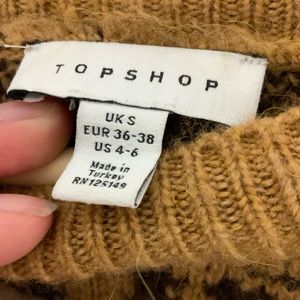 TOPSHOP
UK S
EUR 36-38
US 4-6
Made in
Turkey
RN125149